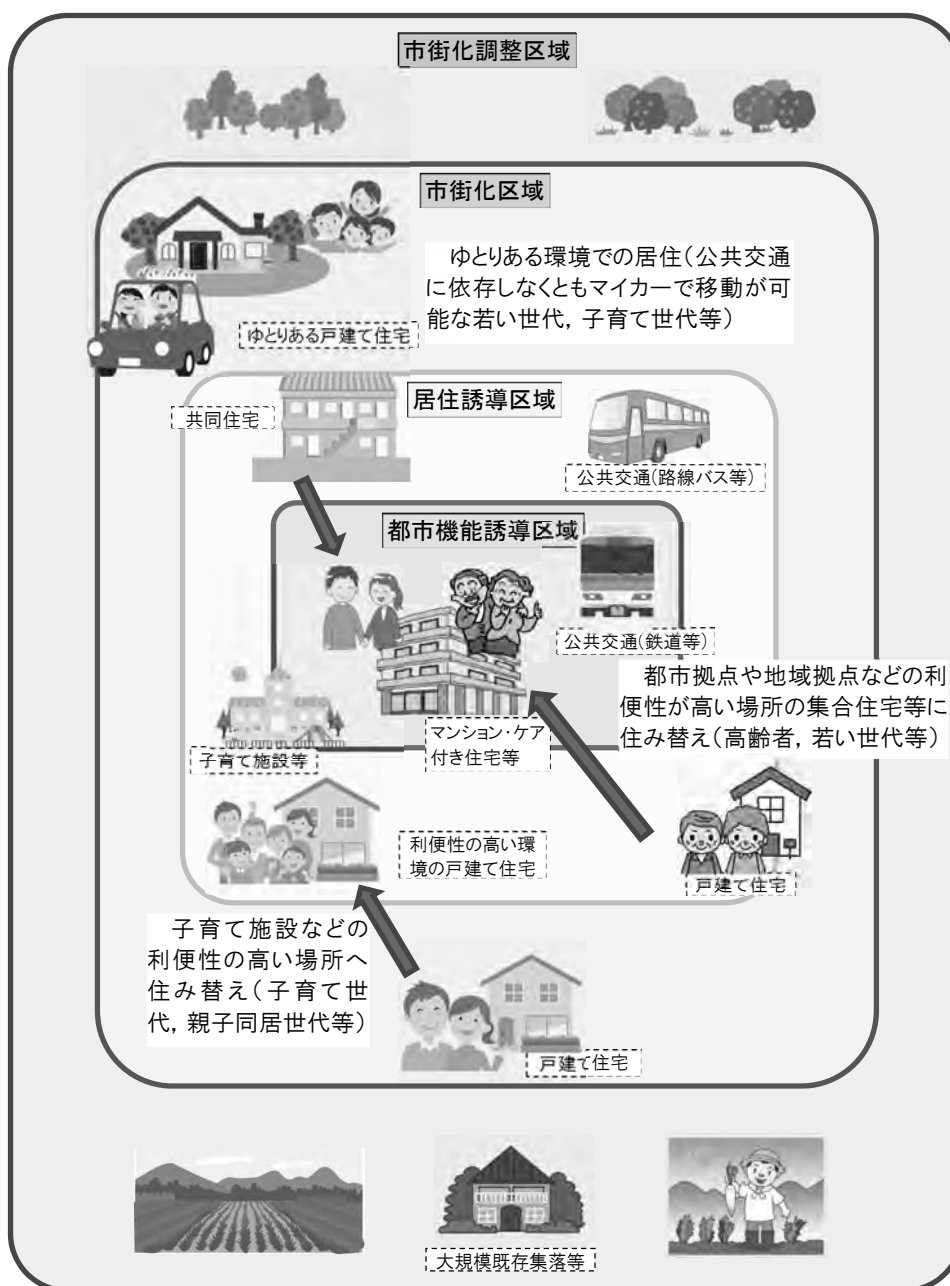 市街化調整区域
市街化区域
ゆとりある環境での居住(公共交通
に依存しなくともマイカーで移動が可
能な若い世代,子育て世代等)
ゆとりある戸建て住宅
居住誘導区域
共同住宅
公共交通(路線バス等)
都市機能誘導区域
公共交通(鉄道等)
都市拠点や地域拠点などの利
便性が高い場所の集合住宅等に
住み替え(高齢者,若い世代等)
マンション・ケア
付き住宅等
子育て施設等
利便性の高い環
境の戸建て住宅
戸建て住宅
子育て施設などの
利便性の高い場所へ
住み替え(子育て世
代,親子同居世代等)
戸建て住宅
大規模既存集落等